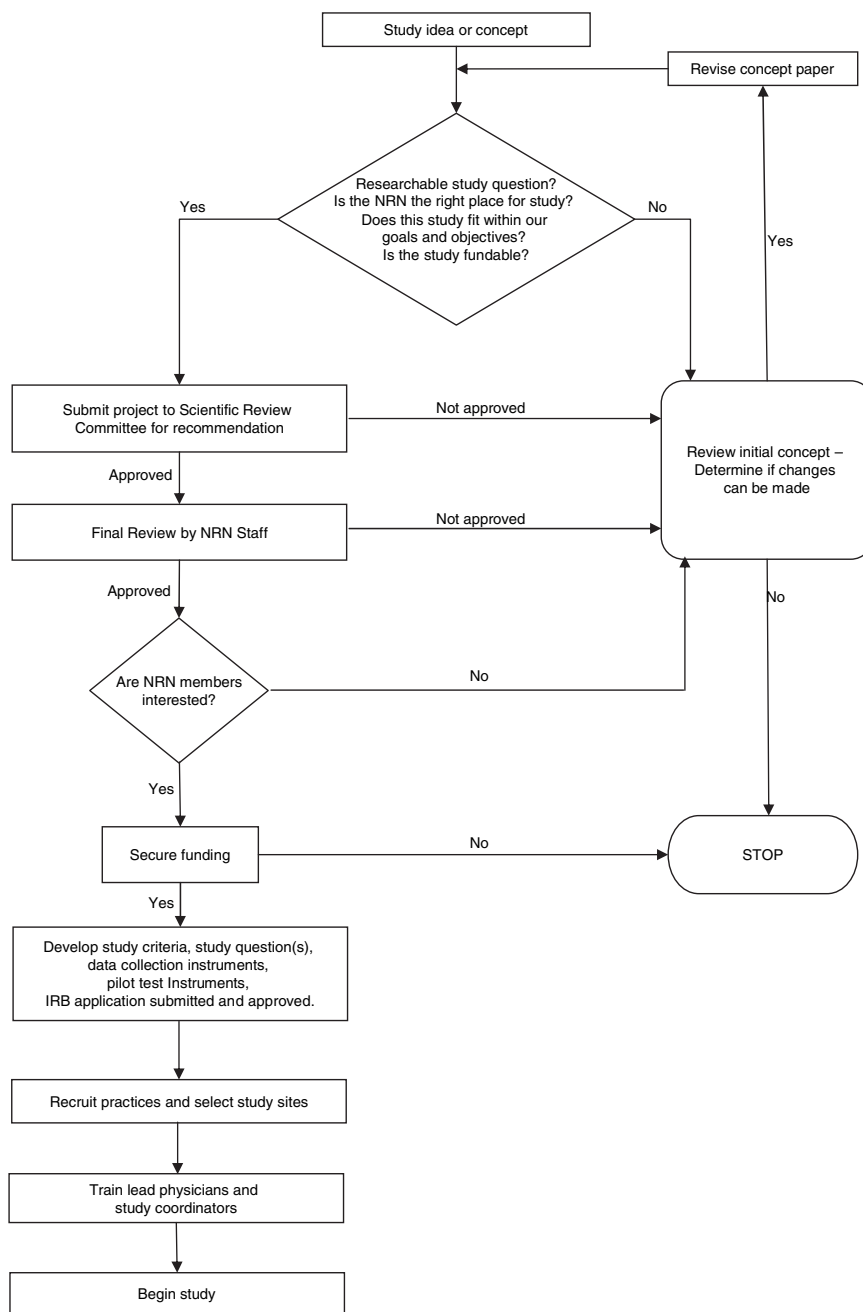 Study idea or concept
Revise concept paper
Researchable study question?
Is the NRN the right place for study?
Does this study fit within our
goals and objectives?
Is the study fundable?
Yes
No
Yes
Submit project to Scientific Review
Committee for recommendation
Not approved
Review initial concept –
Determine if changes
can be made
Approved
Final Review by NRN Staff
Not approved
Approved
No
Are NRN members
interested?
No
Yes
Secure funding
No
STOP
Yes
Develop study criteria, study question(s),
data collection instruments,
pilot test Instruments,
IRB application submitted and approved.
Recruit practices and select study sites
Train lead physicians and
study coordinators
Begin study